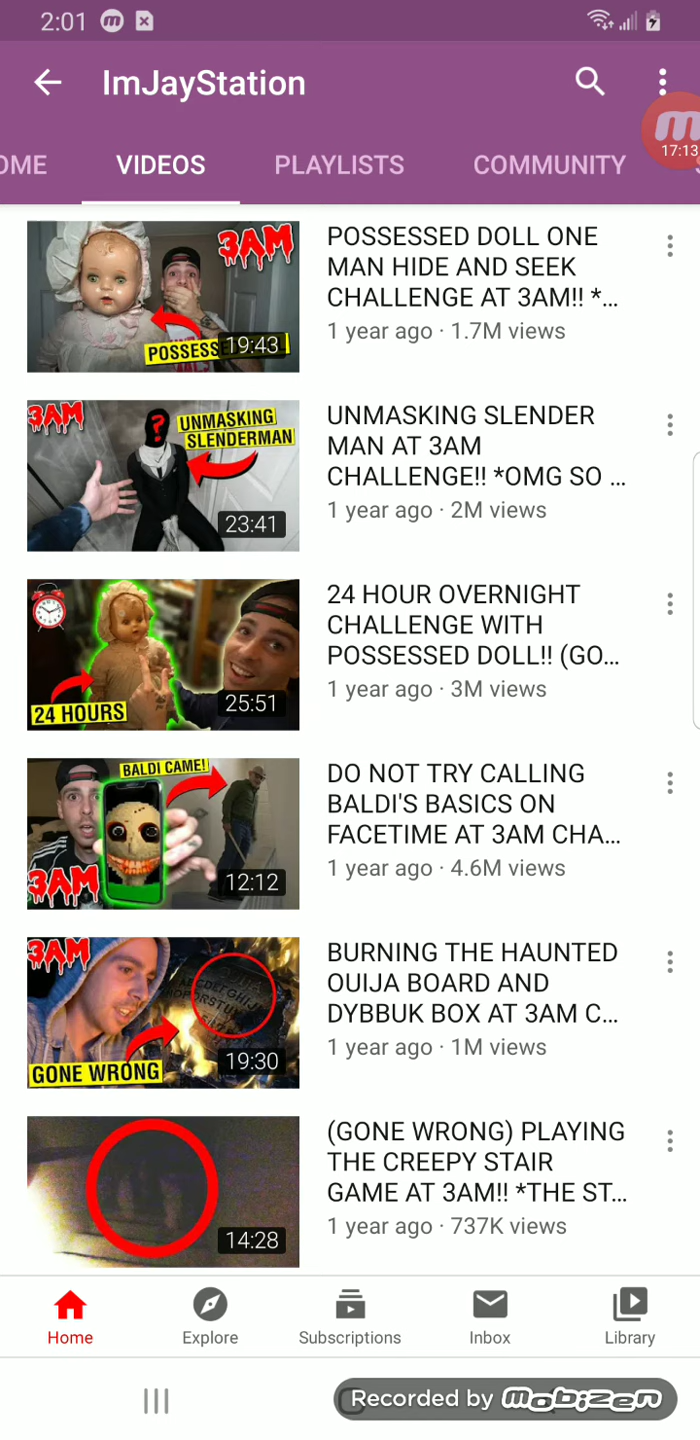 2:01
ImJayStation
OME VIDEOS PLAYLISTS COMMUNITY
17:13
3AM
POSSESS
19:43
POSSESSED DOLL ONE
MAN HIDE AND SEEK
CHALLENGE AT 3AM!! *...
1 year ago · 1.7M views
3AM
?
UNMASKING
SLENDERMAN
23:41
UNMASKING SLENDER
MAN AT 3AM
CHALLENGE!! *OMG SO ...
1 year ago · 2M views
24 HOURS
25:51
24 HOUR OVERNIGHT
CHALLENGE WITH
POSSESSED DOLL!! (GO...
1 year ago · 3M views
BALDI CAME!
3AM
12:12
DO NOT TRY CALLING
BALDI'S BASICS ON
FACETIME AT 3AM CHA...
1 year ago · 4.6M views
3AM
GONE WRONG
19:30
BURNING THE HAUNTED
OUIJA BOARD AND
DYBBUK BOX AT 3AM C...
1 year ago · 1M views
14:28
(GONE WRONG) PLAYING
THE CREEPY STAIR
GAME AT 3AM!! *THE ST...
1 year ago · 737K views
Home Explore Subscriptions Inbox Library
Recorded by mobizen